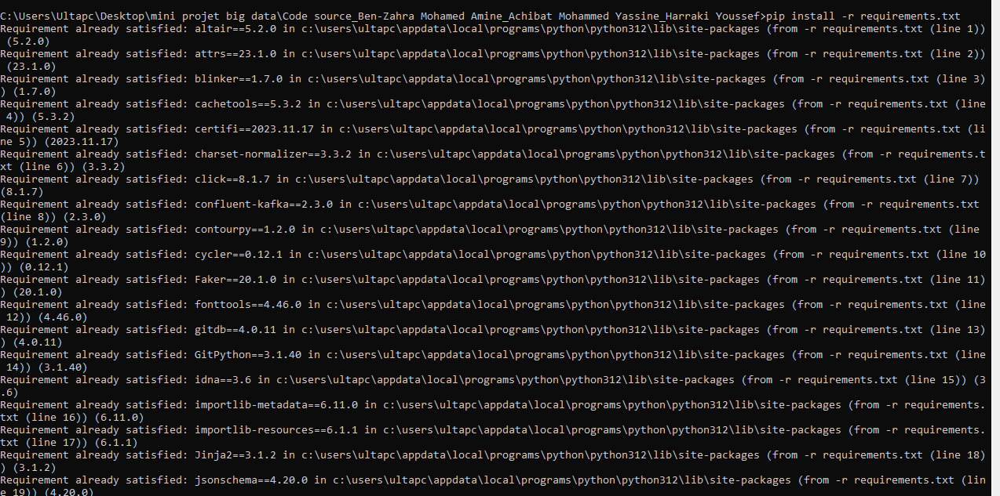 C:\Users\Ultapc\Desktop\mini projet big data\Code source_Ben-Zahra Mohamed Amine_Achibat Mohammed Yassine_Harraki Youssef>pip install -r requirements.txt
Requirement already satisfied: altair==5.2.0 in c:\users\ultapc\appdata\local\programs\python\python312\lib\site-packages (from -r requirements.txt (line 1))
 (5.2.0)
Requirement already satisfied: attrs==23.1.0 in c:\users\ultapc\appdata\local\programs\python\python312\lib\site-packages (from -r requirements.txt (line 2))
 (23.1.0)
Requirement already satisfied: blinker==1.7.0 in c:\users\ultapc\appdata\local\programs\python\python312\lib\site-packages (from -r requirements.txt (line 3)
) (1.7.0)
Requirement already satisfied: cachetools==5.3.2 in c:\users\ultapc\appdata\local\programs\python\python312\lib\site-packages (from -r requirements.txt (line
 4)) (5.3.2)
Requirement already satisfied: certifi==2023.11.17 in c:\users\ultapc\appdata\local\programs\python\python312\lib\site-packages (from -r requirements.txt (li
ne 5)) (2023.11.17)
Requirement already satisfied: charset-normalizer==3.3.2 in c:\users\ultapc\appdata\local\programs\python\python312\lib\site-packages (from -r requirements.t
xt (line 6)) (3.3.2)
Requirement already satisfied: click==8.1.7 in c:\users\ultapc\appdata\local\programs\python\python312\lib\site-packages (from -r requirements.txt (line 7))
(8.1.7)
Requirement already satisfied: confluent-kafka==2.3.0 in c:\users\ultapc\appdata\local\programs\python\python312\lib\site-packages (from -r requirements.txt
(line 8)) (2.3.0)
Requirement already satisfied: contourpy==1.2.0 in c:\users\ultapc\appdata\local\programs\python\python312\lib\site-packages (from -r requirements.txt (line
9)) (1.2.0)
Requirement already satisfied: cycler==0.12.1 in c:\users\ultapc\appdata\local\programs\python\python312\lib\site-packages (from -r requirements.txt (line 10
)) (0.12.1)
Requirement already satisfied: Faker==20.1.0 in c:\users\ultapc\appdata\local\programs\python\python312\lib\site-packages (from -r requirements.txt (line 11)
) (20.1.0)
Requirement already satisfied: fonttools==4.46.0 in c:\users\ultapc\appdata\local\programs\python\python312\lib\site-packages (from -r requirements.txt (line
 12)) (4.46.0)
Requirement already satisfied: gitdb==4.0.11 in c:\users\ultapc\appdata\local\programs\python\python312\lib\site-packages (from -r requirements.txt (line 13)
) (4.0.11)
Requirement already satisfied: GitPython==3.1.40 in c:\users\ultapc\appdata\local\programs\python\python312\lib\site-packages (from -r requirements.txt (line
 14)) (3.1.40)
Requirement already satisfied: idna==3.6 in c:\users\ultapc\appdata\local\programs\python\python312\lib\site-packages (from -r requirements.txt (line 15)) (3
.6)
Requirement already satisfied: importlib-metadata==6.11.0 in c:\users\ultapc\appdata\local\programs\python\python312\lib\site-packages (from -r requirements.
txt (line 16)) (6.11.0)
Requirement already satisfied: importlib-resources==6.1.1 in c:\users\ultapc\appdata\local\programs\python\python312\lib\site-packages (from -r requirements.
txt (line 17)) (6.1.1)
Requirement already satisfied: Jinja2==3.1.2 in c:\users\ultapc\appdata\local\programs\python\python312\lib\site-packages (from -r requirements.txt (line 18)
) (3.1.2)
Requirement already satisfied: jsonschema==4.20.0 in c:\users\ultapc\appdata\local\programs\python\python312\lib\site-packages (from -r requirements.txt (lin
e 19)) (4.20.0)